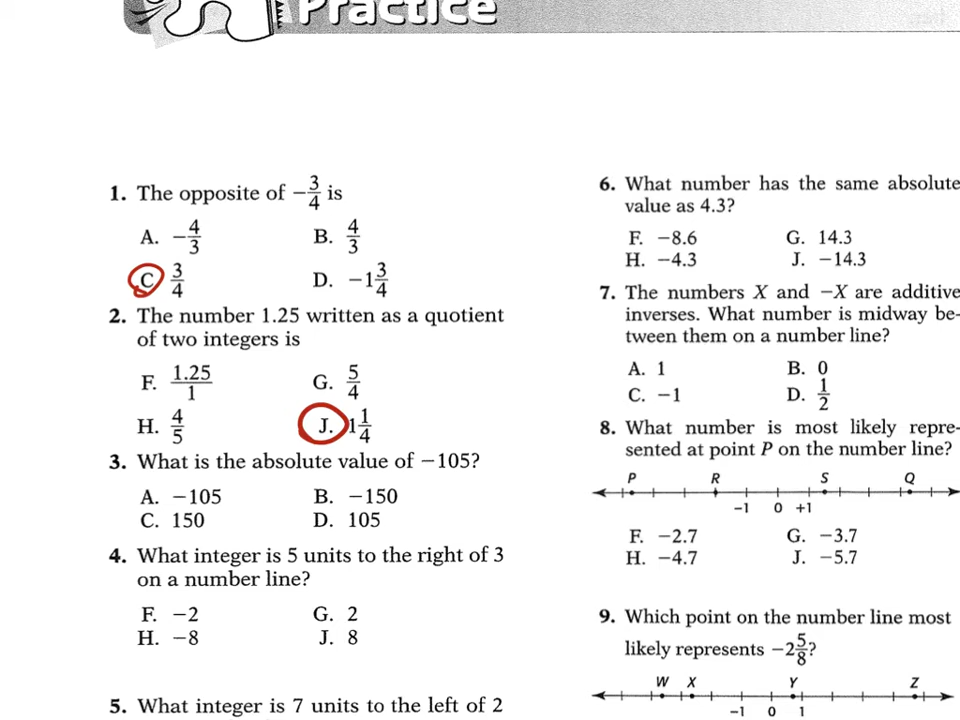 Practice
1. The opposite of −3/4 is
A. −4/3 B. 4/3
C 3/4 D. −1 3/4
2. The number 1.25 written as a quotient
of two integers is
F. 1.25/1 G. 5/4
H. 4/5 J. 1 1/4
3. What is the absolute value of −105?
A. −105 B. −150
C. 150 D. 105
4. What integer is 5 units to the right of 3
on a number line?
F. −2 G. 2
H. −8 J. 8
5. What integer is 7 units to the left of 2
6. What number has the same absolute
value as 4.3?
F. −8.6 G. 14.3
H. −4.3 J. −14.3
7. The numbers X and −X are additive
inverses. What number is midway be-
tween them on a number line?
A. 1 B. 0
C. −1 D. 1/2
8. What number is most likely repre-
sented at point P on the number line?
P R S Q
−1 0 +1
F. −2.7 G. −3.7
H. −4.7 J. −5.7
9. Which point on the number line most
likely represents −2 5/8?
W X Y Z
−1 0 1